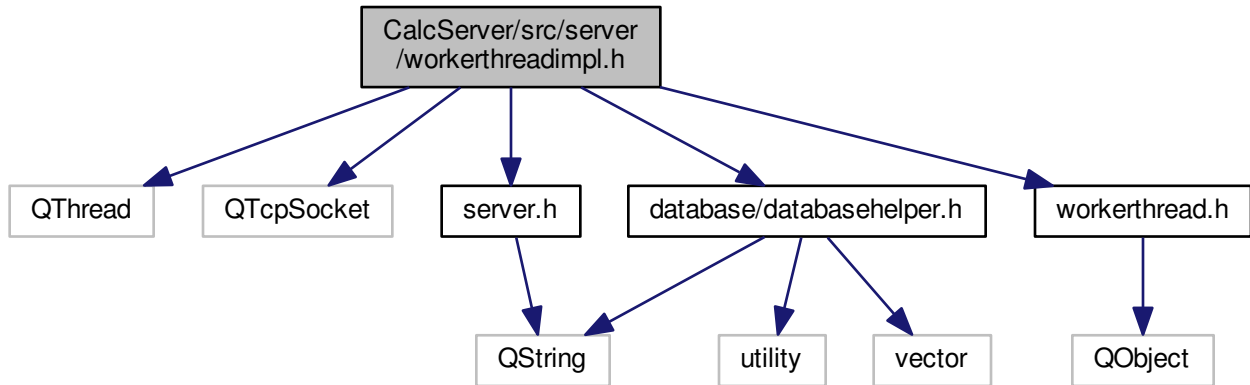 CalcServer/src/server
/workerthreadimpl.h
QThread
QTcpSocket
server.h
database/databasehelper.h
workerthread.h
QString
utility
vector
QObject